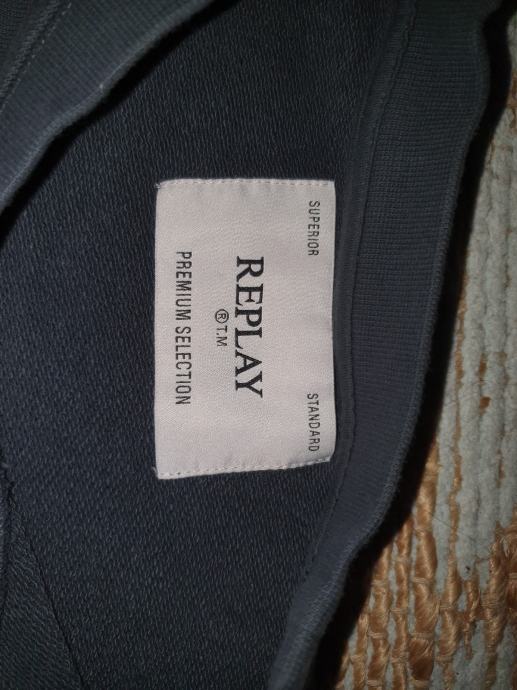 SUPERIOR STANDARD
REPLAY
® T.M
PREMIUM SELECTION